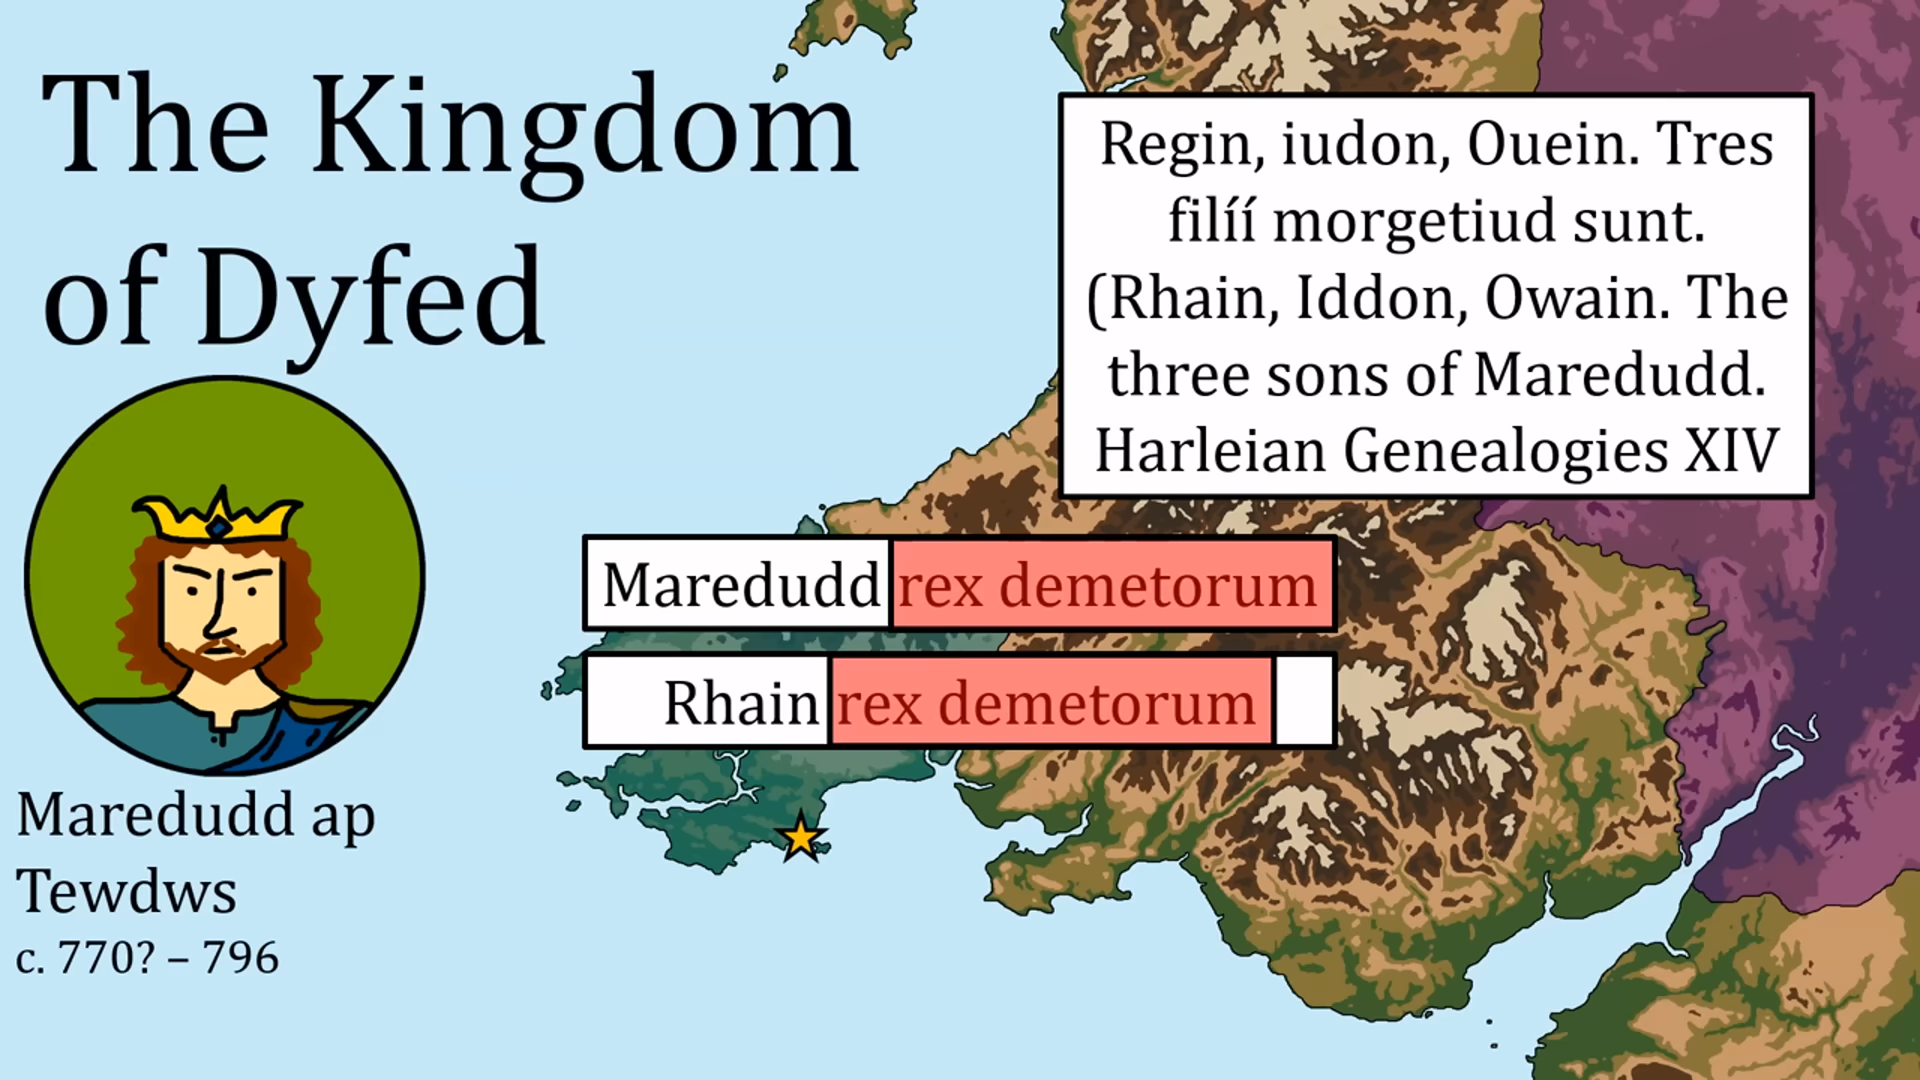 The Kingdom
of Dyfed
Regin, iudon, Ouein. Tres
filíí morgetiud sunt.
(Rhain, Iddon, Owain. The
three sons of Maredudd.
Harleian Genealogies XIV
Maredudd rex demetorum
Rhain rex demetorum
Maredudd ap
Tewdws
c. 770? – 796